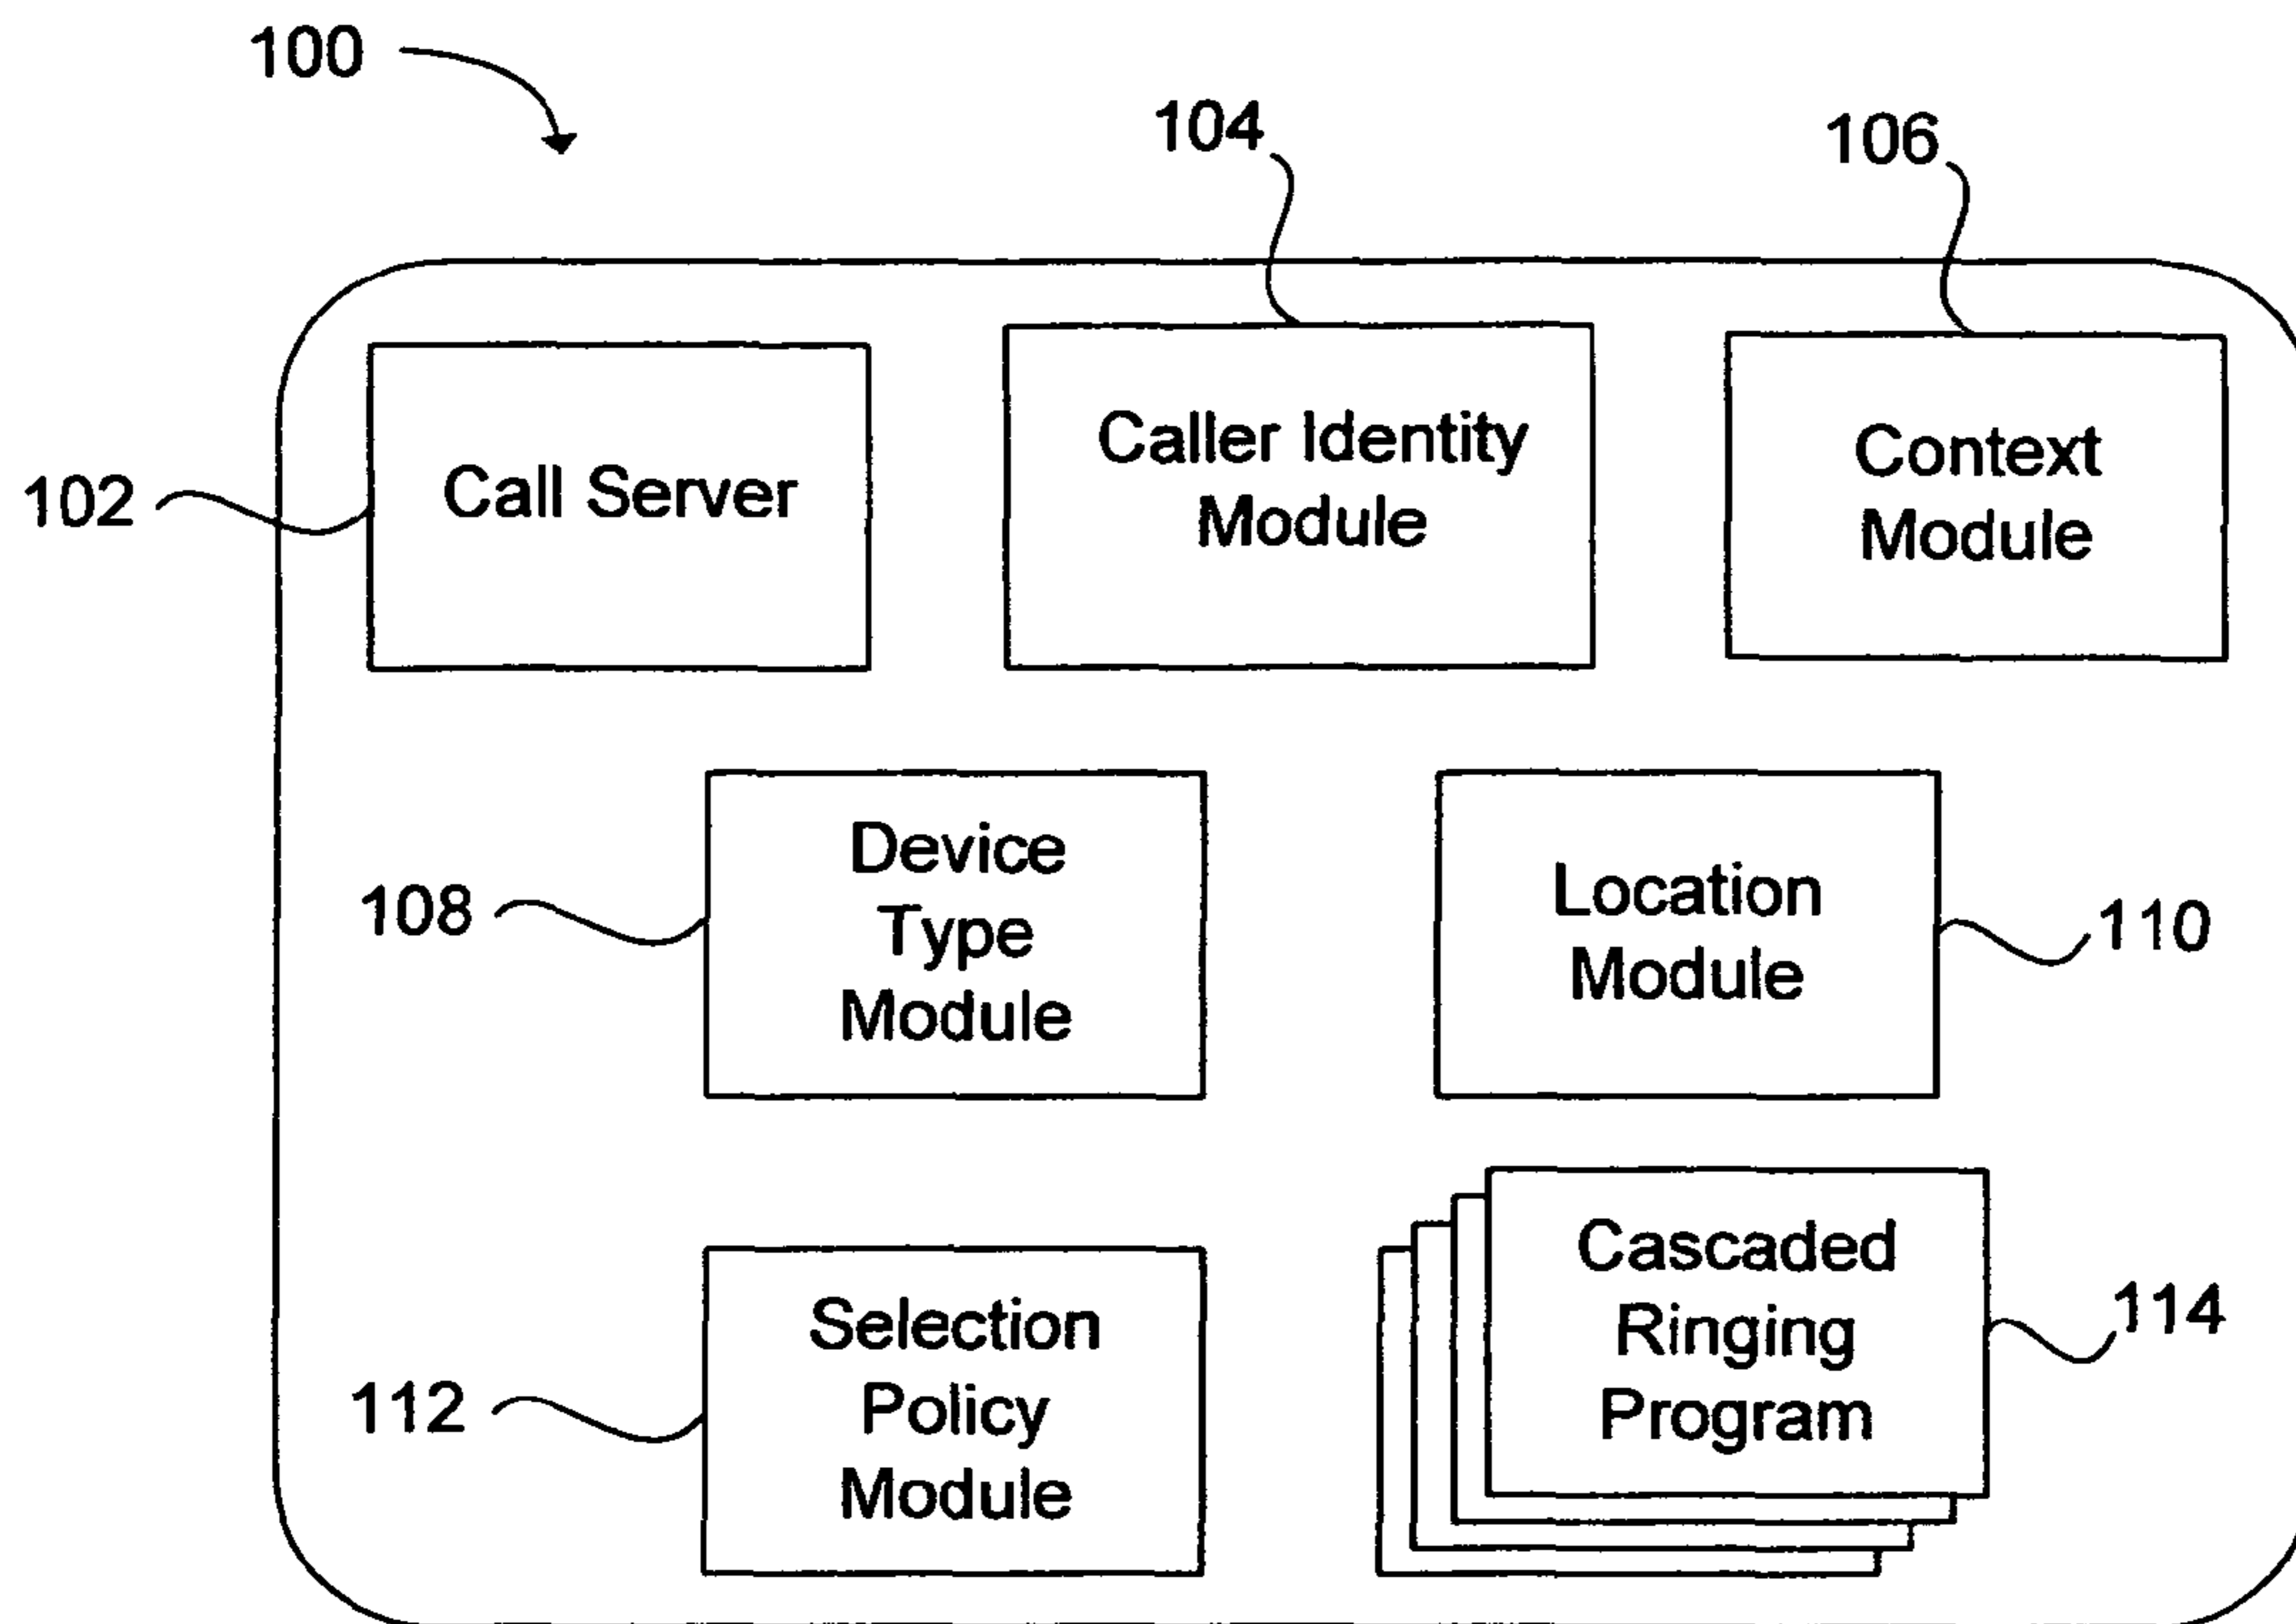 100
104
106
102
Call Server
Caller Identity
Module
Context
Module
108
Device
Type
Module
Location
Module
110
112
Selection
Policy
Module
Cascaded
Ringing
Program
114